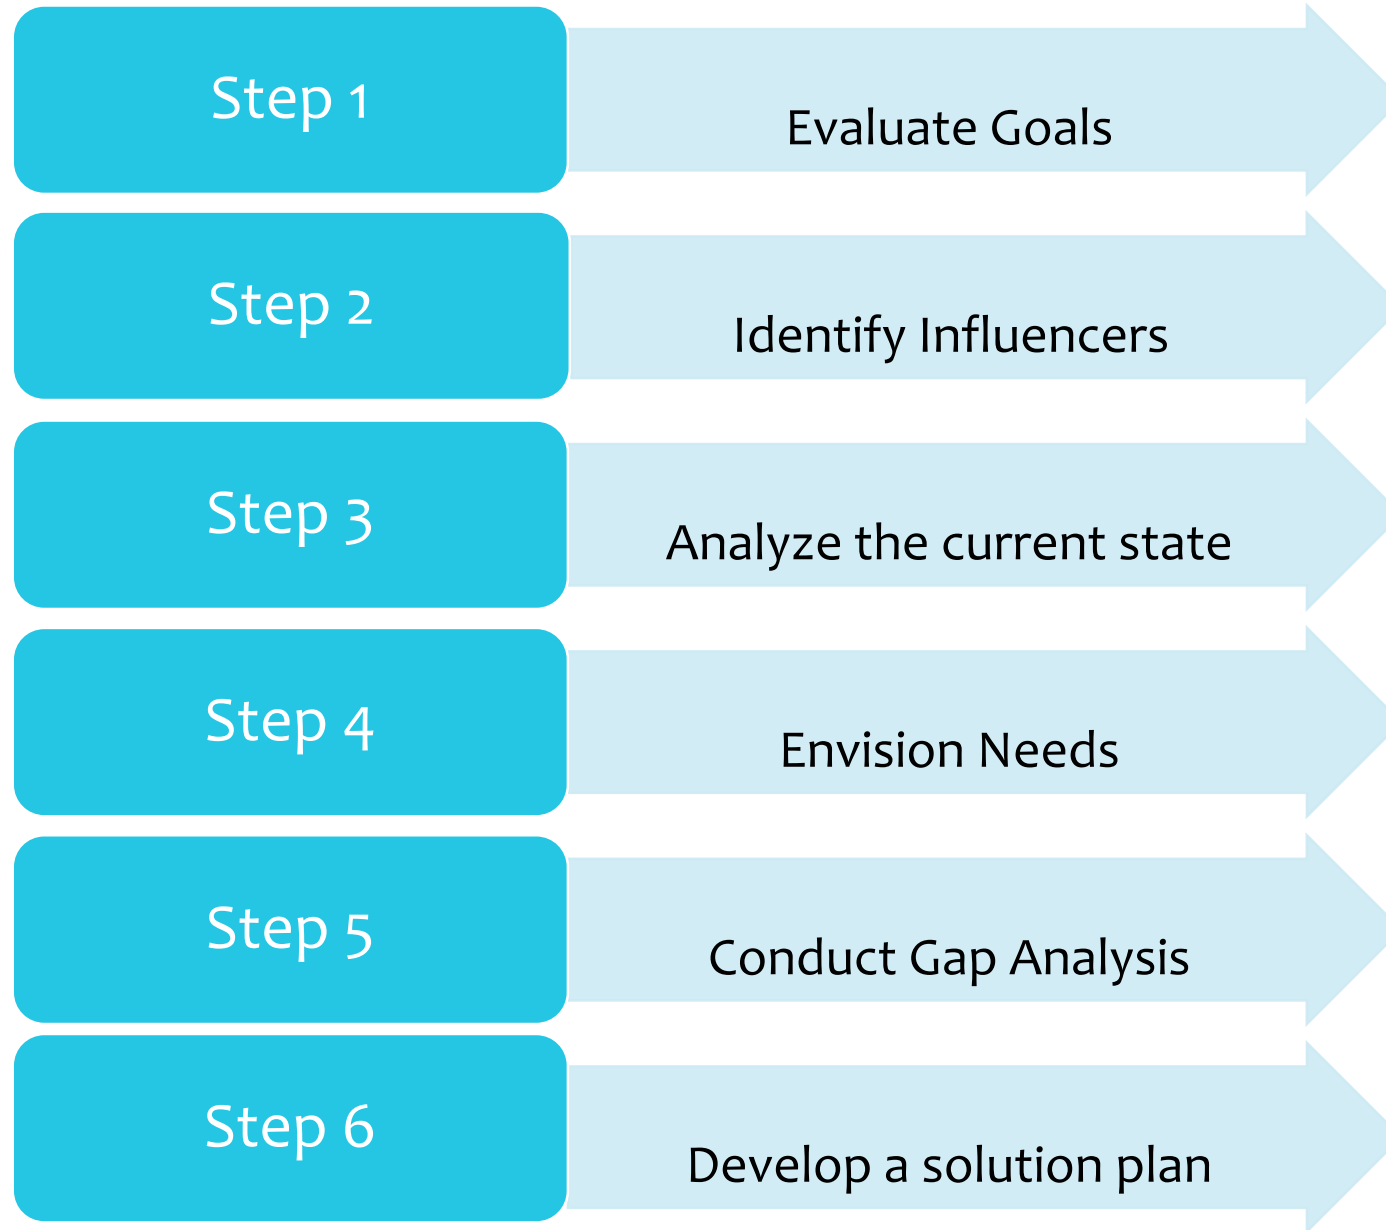 Step 1
Evaluate Goals
Step 2
Identify Influencers
Step 3
Analyze the current state
Step 4
Envision Needs
Step 5
Conduct Gap Analysis
Step 6
Develop a solution plan